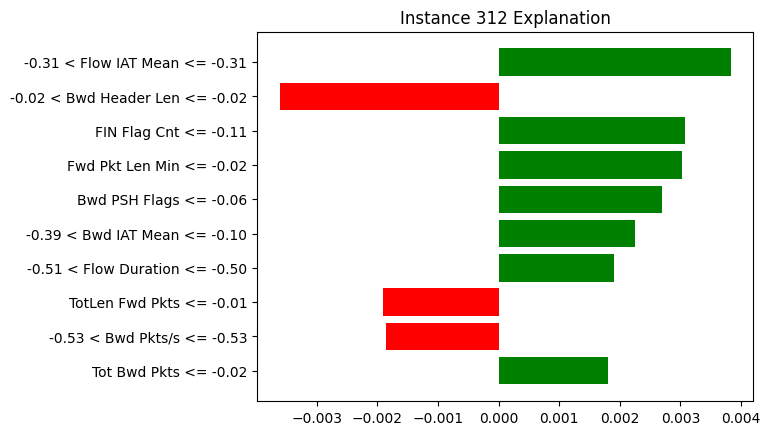 Instance 312 Explanation
-0.31 < Flow IAT Mean <= -0.31
-0.02 < Bwd Header Len <= -0.02
FIN Flag Cnt <= -0.11
Fwd Pkt Len Min <= -0.02
Bwd PSH Flags <= -0.06
-0.39 < Bwd IAT Mean <= -0.10
-0.51 < Flow Duration <= -0.50
TotLen Fwd Pkts <= -0.01
-0.53 < Bwd Pkts/s <= -0.53
Tot Bwd Pkts <= -0.02
−0.003 −0.002 −0.001 0.000 0.001 0.002 0.003 0.004